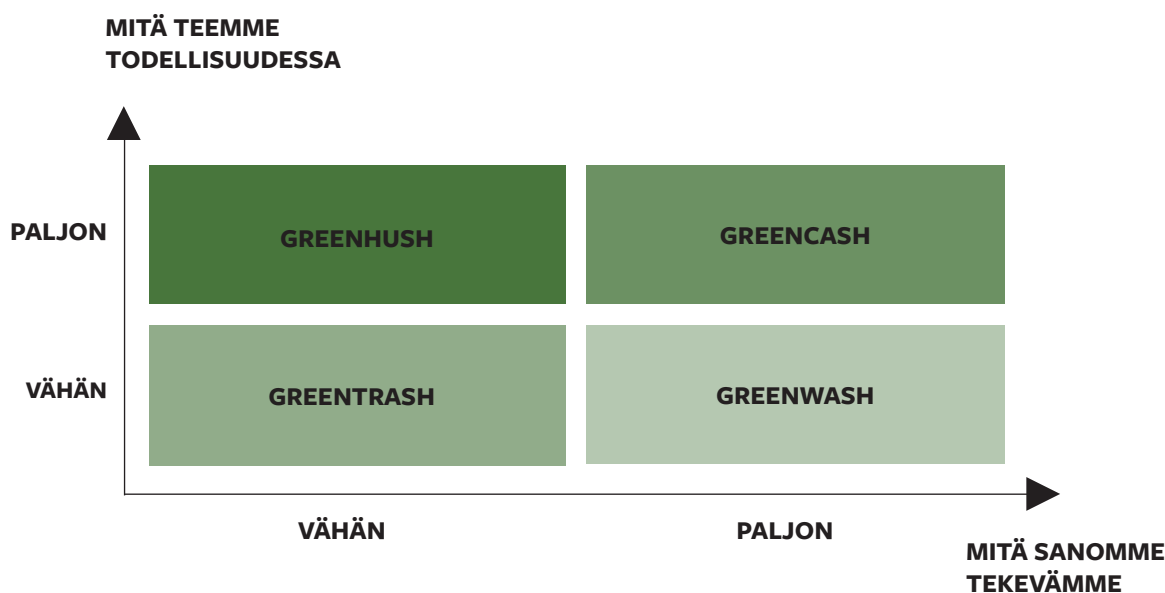 MITÄ TEEMME
TODELLISUUDESSA
PALJON
GREENHUSH
GREENCASH
VÄHÄN
GREENTRASH
GREENWASH
VÄHÄN
PALJON
MITÄ SANOMME
TEKEVÄMME